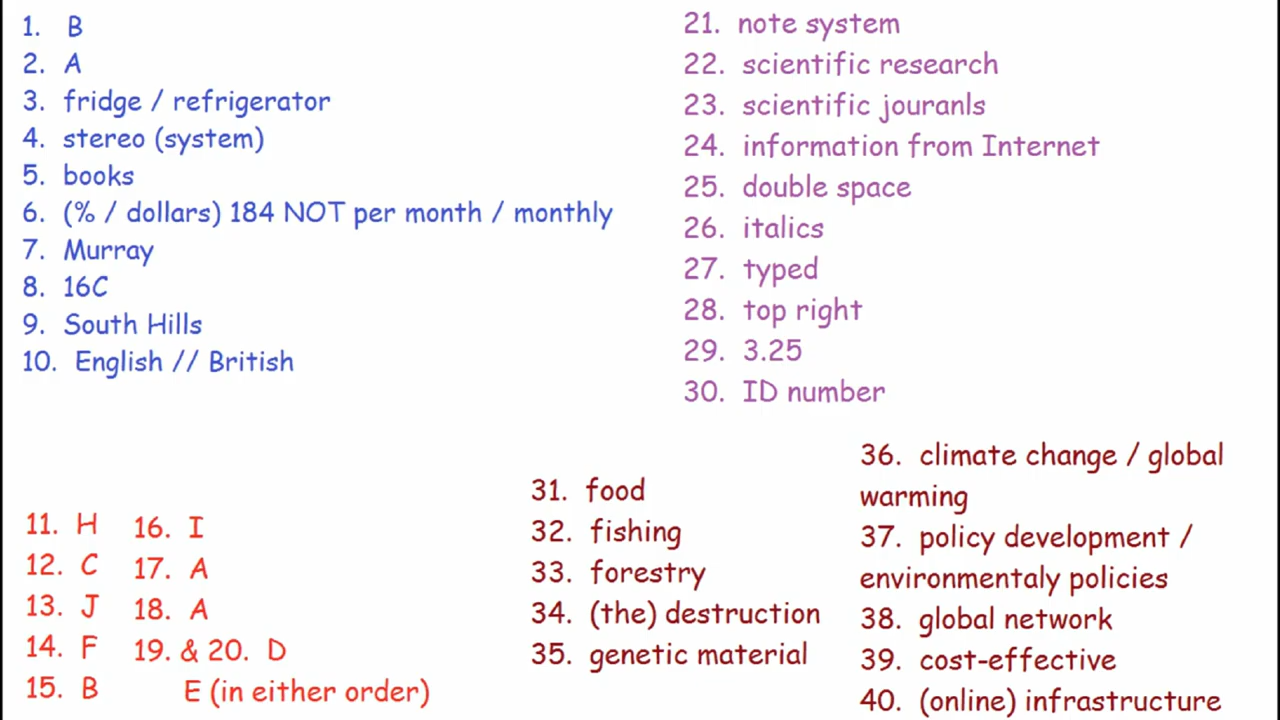 1. B
2. A
3. fridge / refrigerator
4. stereo (system)
5. books
6. (% / dollars) 184 NOT per month / monthly
7. Murray
8. 16C
9. South Hills
10. English // British
21. note system
22. scientific research
23. scientific jouranls
24. information from Internet
25. double space
26. italics
27. typed
28. top right
29. 3.25
30. ID number
11. H
12. C
13. J
14. F
15. B
16. I
17. A
18. A
19. & 20. D
E (in either order)
31. food
32. fishing
33. forestry
34. (the) destruction
35. genetic material
36. climate change / global
warming
37. policy development /
environmentaly policies
38. global network
39. cost-effective
40. (online) infrastructure